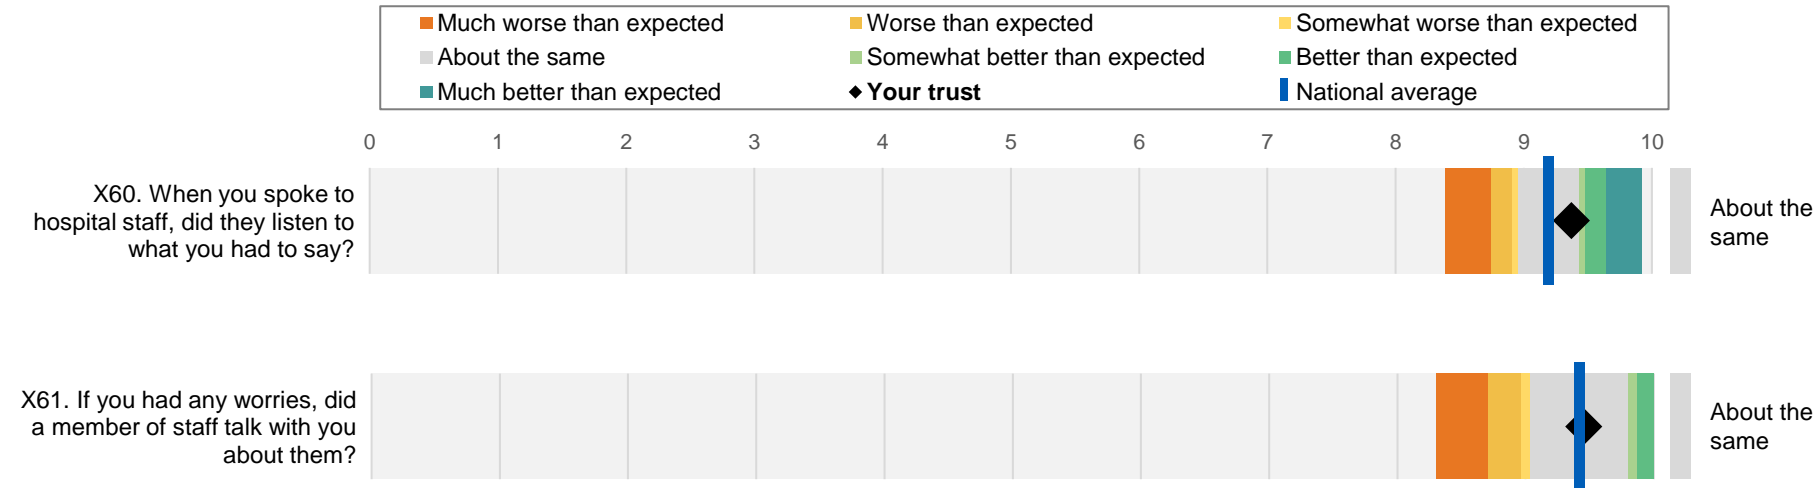 Much worse than expected
Worse than expected
Somewhat worse than expected
About the same
Somewhat better than expected
Better than expected
Much better than expected
Your trust
National average
0 1 2 3 4 5 6 7 8 9 10
X60. When you spoke to
hospital staff, did they listen to
what you had to say?
About the
same
X61. If you had any worries, did
a member of staff talk with you
about them?
About the
same